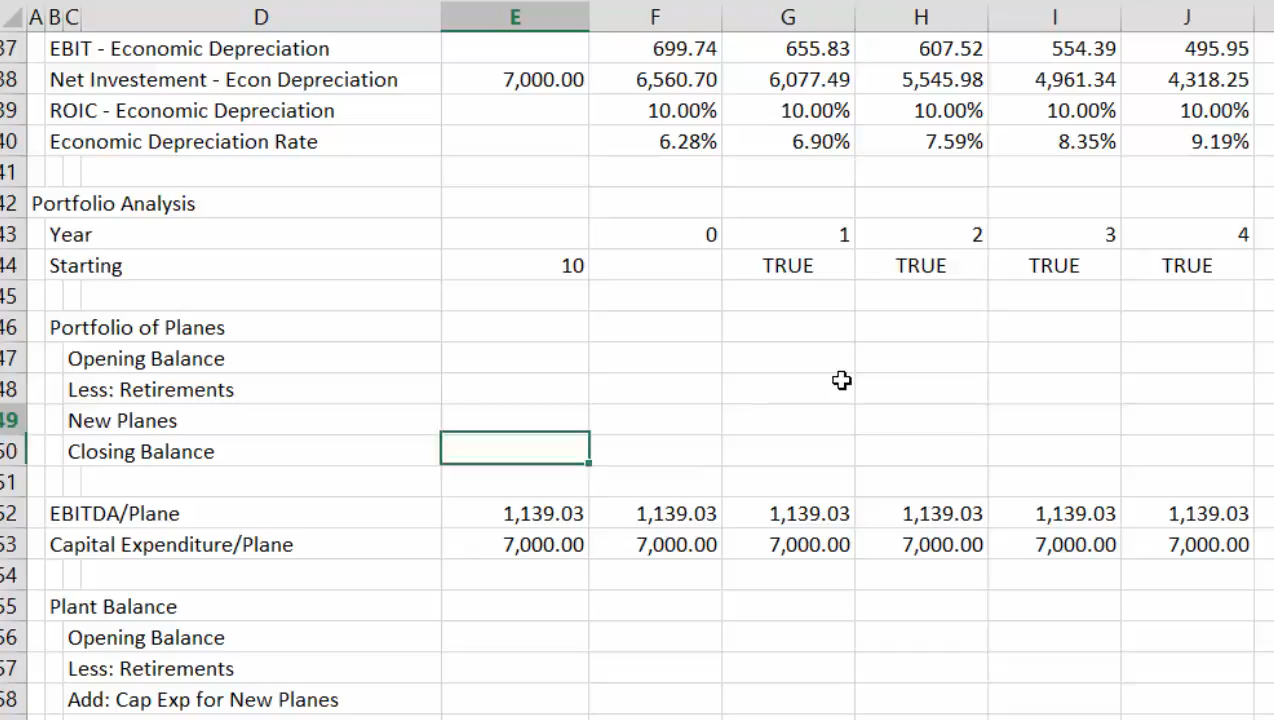 A B C D E F G H I J
37 EBIT - Economic Depreciation 699.74 655.83 607.52 554.39 495.95
38 Net Investement - Econ Depreciation 7,000.00 6,560.70 6,077.49 5,545.98 4,961.34 4,318.25
39 ROIC - Economic Depreciation 10.00% 10.00% 10.00% 10.00% 10.00%
40 Economic Depreciation Rate 6.28% 6.90% 7.59% 8.35% 9.19%
41
42 Portfolio Analysis
43 Year 0 1 2 3 4
44 Starting 10 TRUE TRUE TRUE TRUE
45
46 Portfolio of Planes
47 Opening Balance
48 Less: Retirements
49 New Planes
50 Closing Balance
51
52 EBITDA/Plane 1,139.03 1,139.03 1,139.03 1,139.03 1,139.03 1,139.03
53 Capital Expenditure/Plane 7,000.00 7,000.00 7,000.00 7,000.00 7,000.00 7,000.00
54
55 Plant Balance
56 Opening Balance
57 Less: Retirements
58 Add: Cap Exp for New Planes